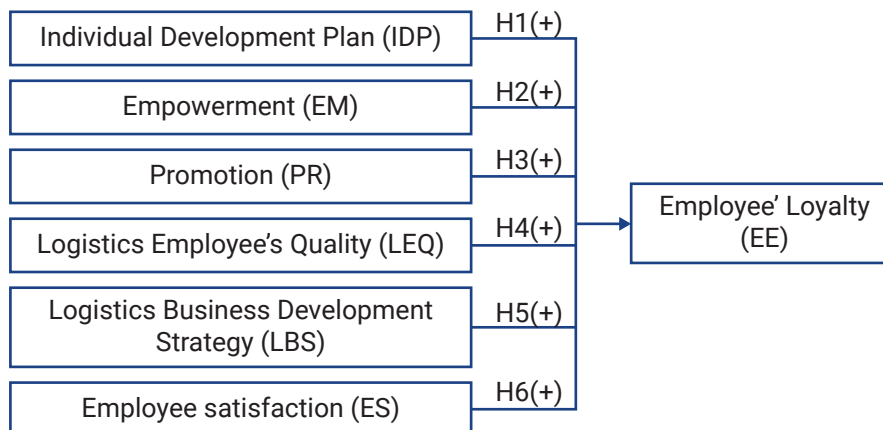 Individual Development Plan (IDP)
H1(+)
Empowerment (EM)
H2(+)
Promotion (PR)
H3(+)
Logistics Employee’s Quality (LEQ)
H4(+)
Logistics Business Development
Strategy (LBS)
H5(+)
Employee satisfaction (ES)
H6(+)
Employee’ Loyalty
(EE)